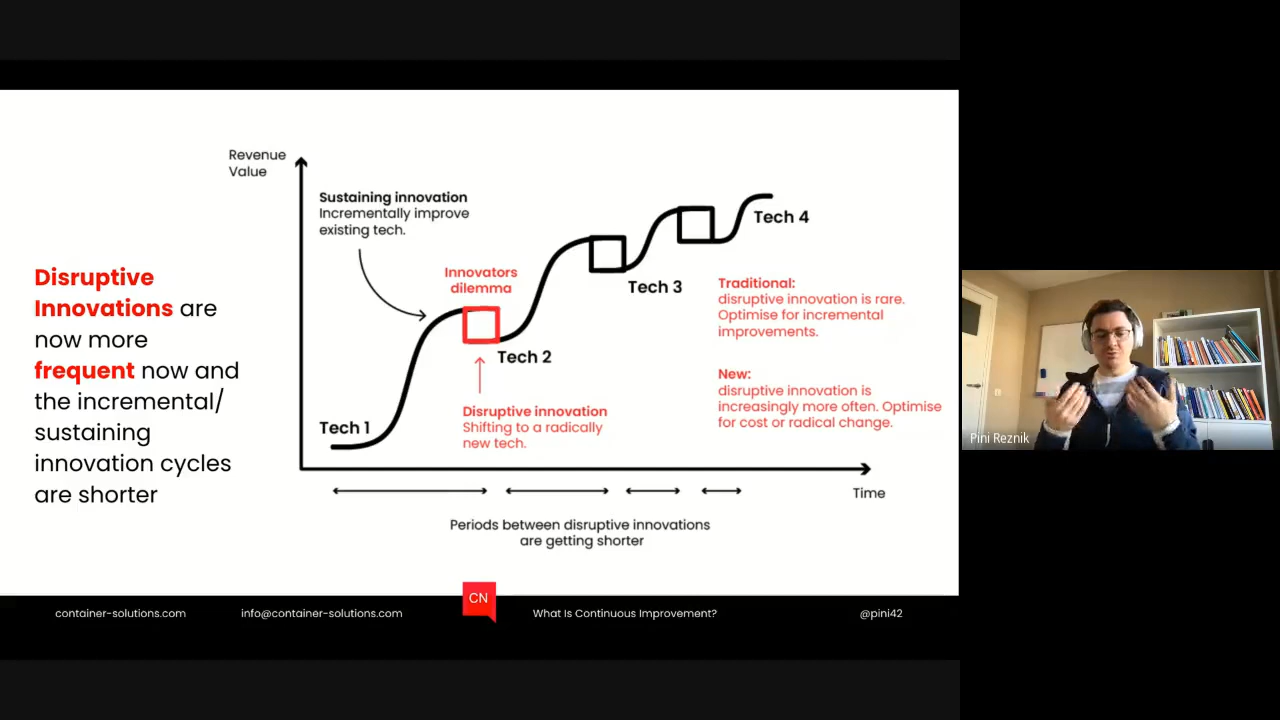 Disruptive
Innovations are
now more
frequent now and
the incremental/
sustaining
innovation cycles
are shorter
Revenue
Value
Sustaining innovation
Incrementally improve
existing tech.
Innovators
dilemma
Tech 1
Tech 2
Tech 3
Tech 4
Disruptive innovation
Shifting to a radically
new tech.
Traditional:
disruptive innovation is rare.
Optimise for incremental
improvements.
New:
disruptive innovation is
increasingly more often. Optimise
for cost or radical change.
Time
Periods between disruptive innovations
are getting shorter
container-solutions.com
info@container-solutions.com
CN
What Is Continuous Improvement?
@pini42
Pini Reznik